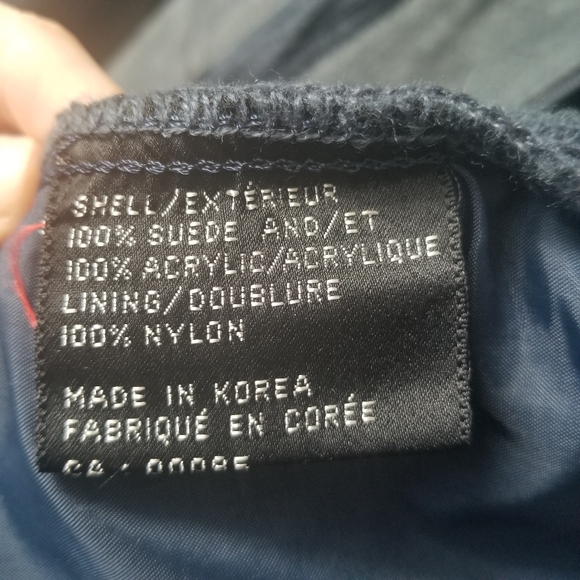 SHELL/EXTÉRIEUR
100% SUEDE AND/ET
100% ACRYLIC/ACRYLIQUE
LINING/DOUBLURE
100% NYLON
MADE IN KOREA
FABRIQUÉ EN CORÉE
CA: